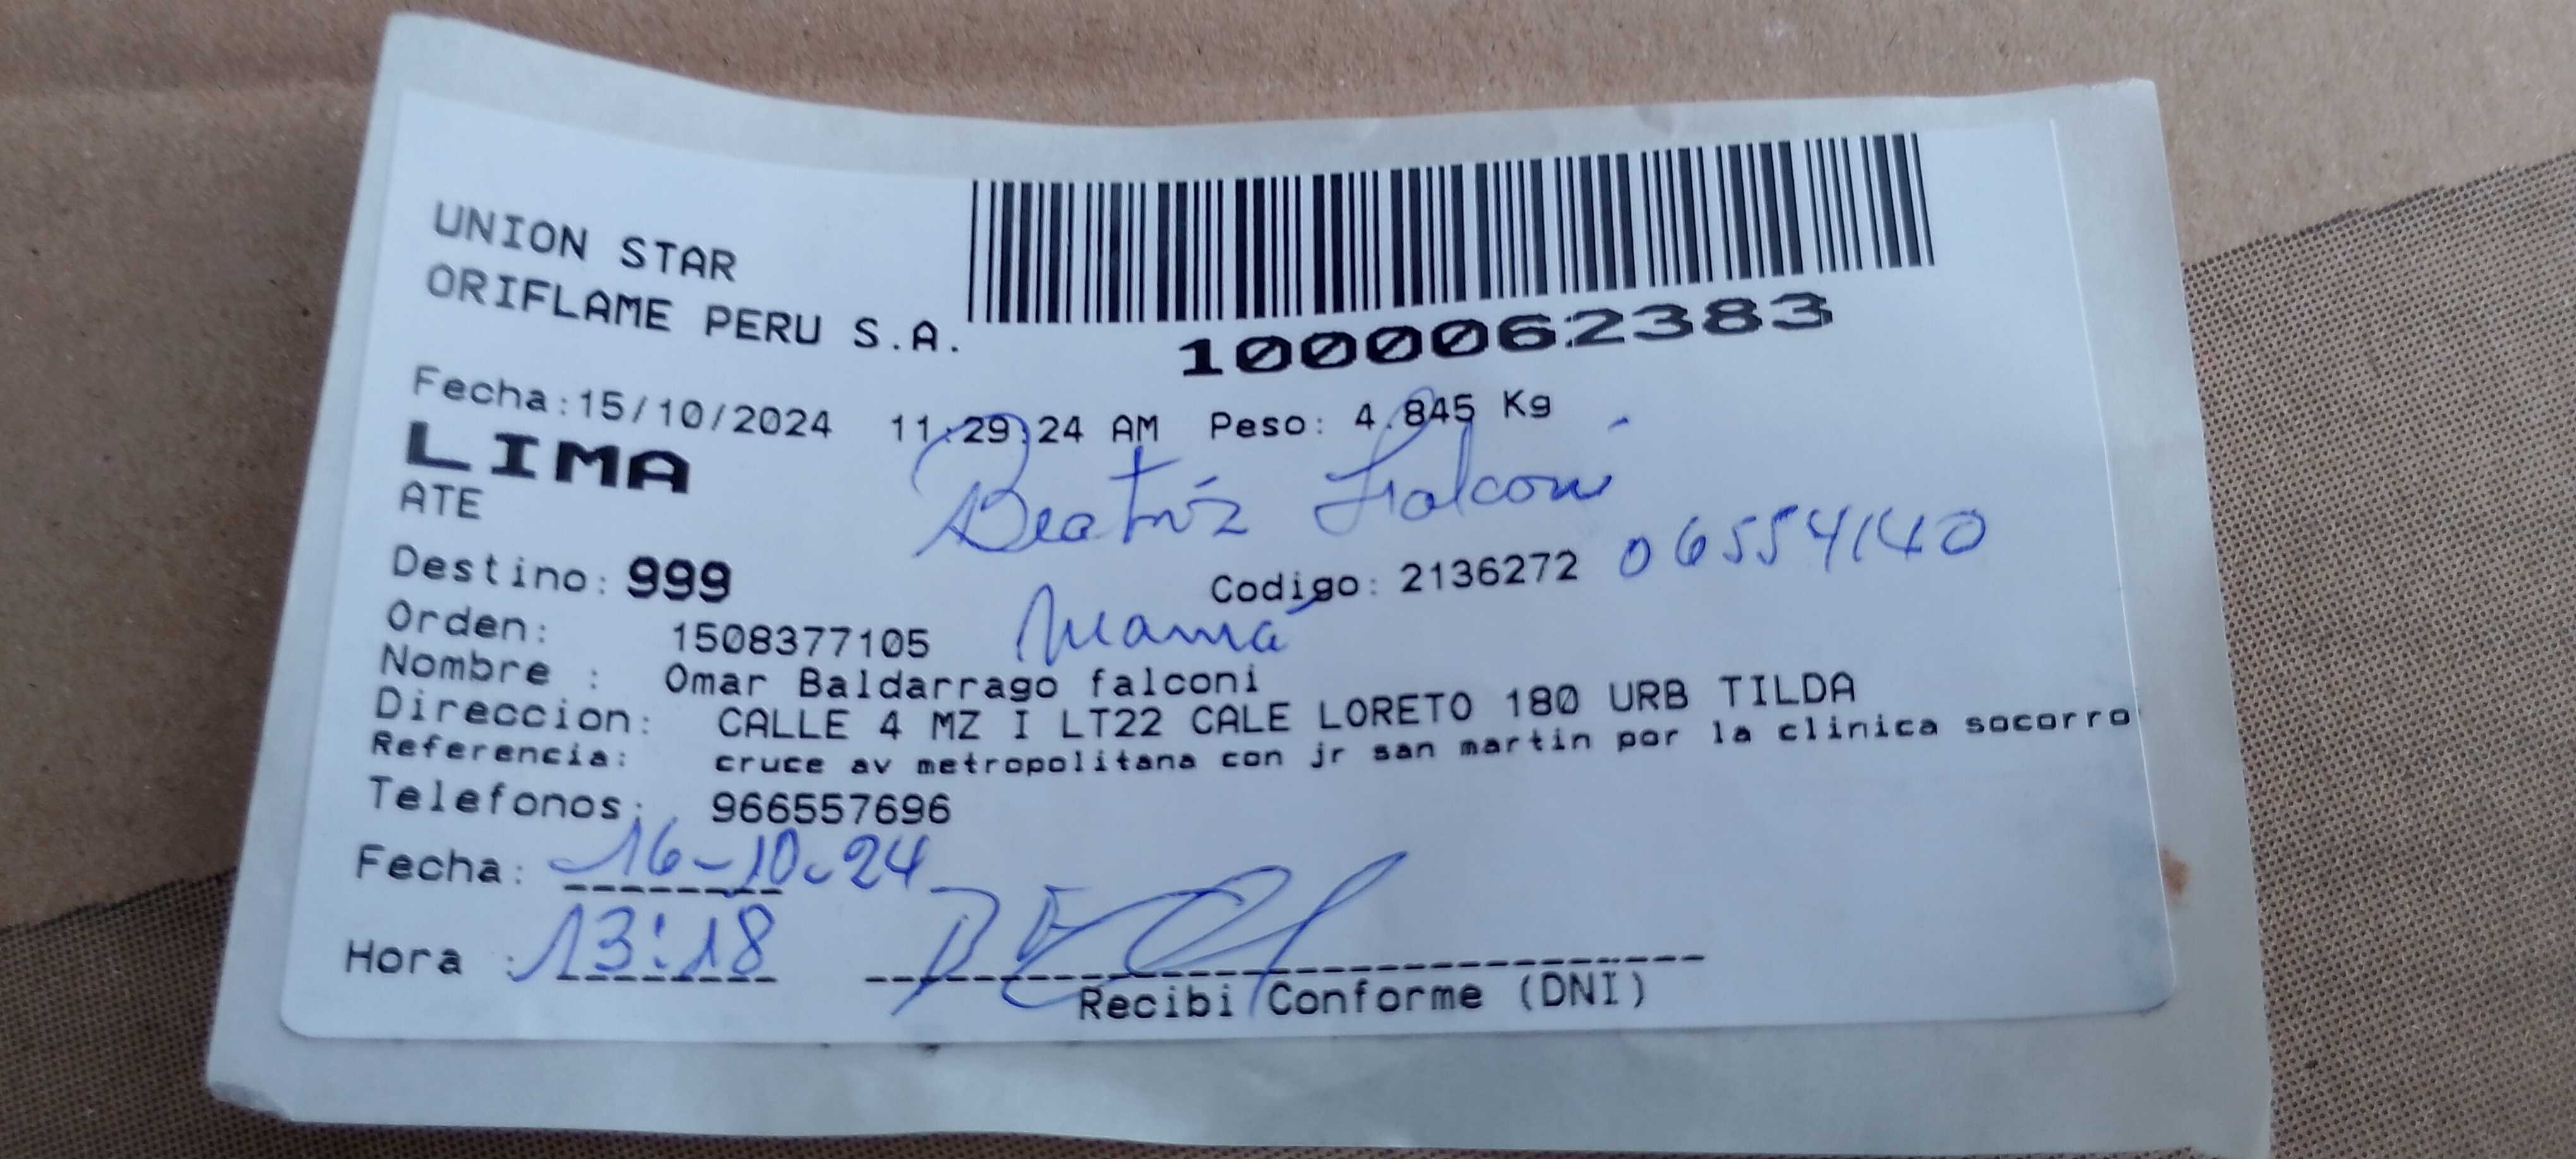 UNION STAR
ORIFLAME PERU S.A.
1000062383
Fecha:15/10/2024 11:29:24 AM Peso: 4.845 Kg
LIMA
Beatriz Falconi
ATE
06554140
Destino: 999 Codigo: 2136272
Orden: 1508377105 Mamá
Nombre : Omar Baldarrago falconi
Direccion: CALLE 4 MZ I LT22 CALE LORETO 180 URB TILDA
Referencia: cruce av metropolitana con jr san martin por la clinica socorro
Telefonos: 966557696
Fecha: 16-10-24
Hora : 13:18
Recibi Conforme (DNI)